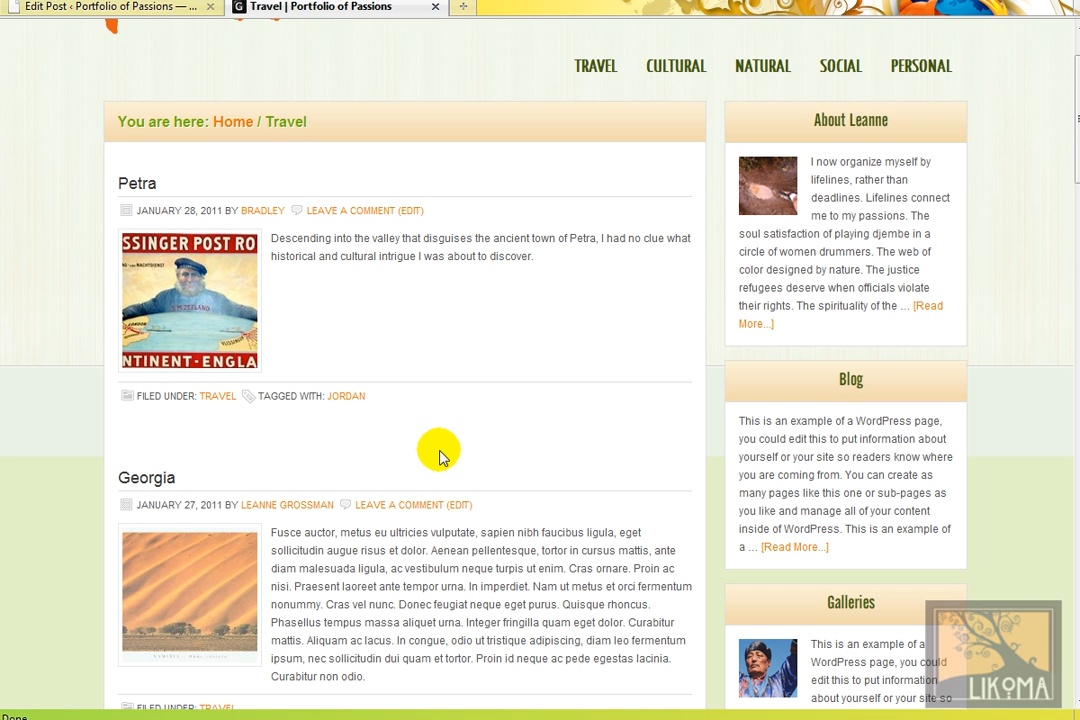 Edit Post ‹ Portfolio of Passions — ...
Travel | Portfolio of Passions
TRAVEL CULTURAL NATURAL SOCIAL PERSONAL
You are here: Home / Travel
Petra
JANUARY 28, 2011 BY BRADLEY LEAVE A COMMENT (EDIT)
SSINGER POST RO
NTINENT-ENGLA
Descending into the valley that disguises the ancient town of Petra, I had no clue what
historical and cultural intrigue I was about to discover.
FILED UNDER: TRAVEL TAGGED WITH: JORDAN
Georgia
JANUARY 27, 2011 BY LEANNE GROSSMAN LEAVE A COMMENT (EDIT)
Fusce auctor, metus eu ultricies vulputate, sapien nibh faucibus ligula, eget
sollicitudin augue risus et dolor. Aenean pellentesque, tortor in cursus mattis, ante
diam malesuada ligula, ac vestibulum neque turpis ut enim. Cras ornare. Proin ac
nisi. Praesent laoreet ante tempor urna. In imperdiet. Nam ut metus et orci fermentum
nonummy. Cras vel nunc. Donec feugiat neque eget purus. Quisque rhoncus.
Phasellus tempus massa aliquet urna. Integer fringilla quam eget dolor. Curabitur
mattis. Aliquam ac lacus. In congue, odio ut tristique adipiscing, diam leo fermentum
ipsum, nec sollicitudin dui quam et tortor. Proin id neque ac pede egestas lacinia.
Curabitur non odio.
FILED UNDER: TRAVEL
About Leanne
I now organize myself by
lifelines, rather than
deadlines. Lifelines connect
me to my passions. The
soul satisfaction of playing djembe in a
circle of women drummers. The web of
color designed by nature. The justice
refugees deserve when officials violate
their rights. The spirituality of the ... [Read
More...]
Blog
This is an example of a WordPress page,
you could edit this to put information about
yourself or your site so readers know where
you are coming from. You can create as
many pages like this one or sub-pages as
you like and manage all of your content
inside of WordPress. This is an example of
a ... [Read More...]
Galleries
This is an example of a
WordPress page, you could
edit this to put information
about yourself or your site so
LIKOMA
Done